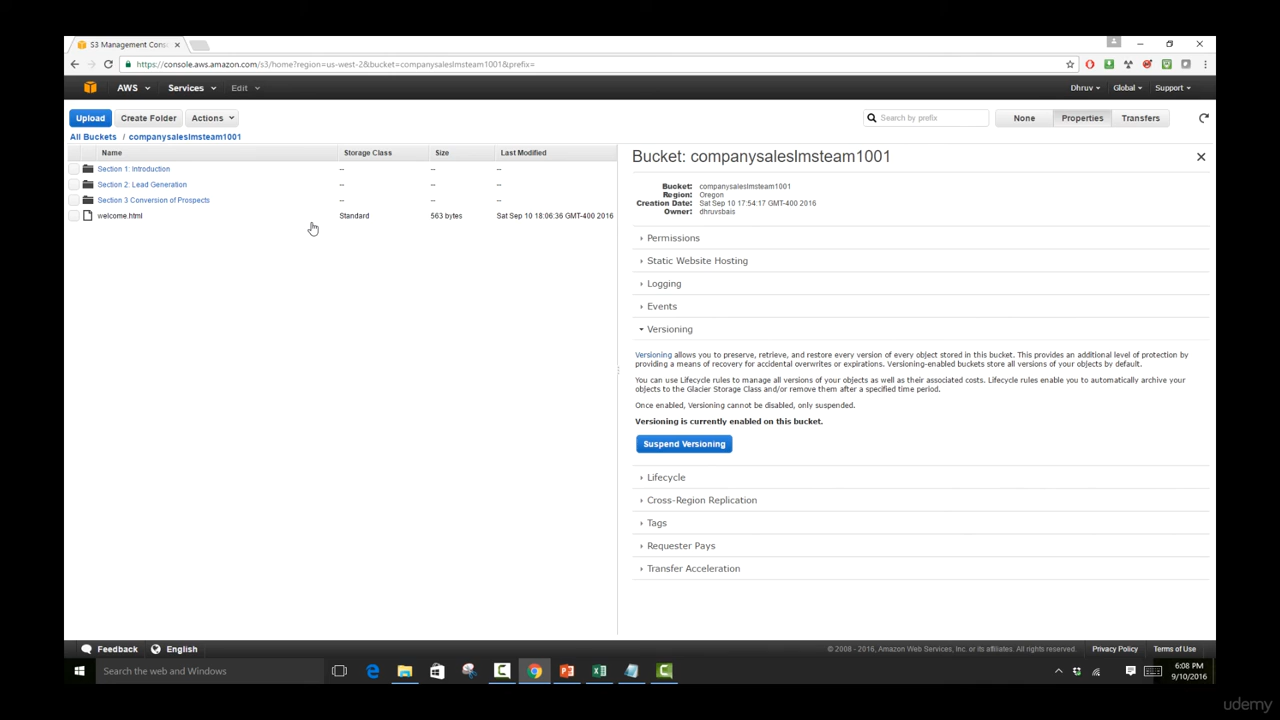 S3 Management Cons
https://console.aws.amazon.com/s3/home?region=us-west-2&bucket=companysaleslmsteam1001&prefix=
AWS Services Edit Dhruv Global Support
Upload Create Folder Actions Search by prefix None Properties Transfers
All Buckets / companysaleslmsteam1001
Name Storage Class Size Last Modified
Section 1: Introduction -- -- --
Section 2: Lead Generation -- -- --
Section 3 Conversion of Prospects -- -- --
welcome.html Standard 563 bytes Sat Sep 10 18:06:36 GMT-400 2016
Bucket: companysaleslmsteam1001
Bucket: companysaleslmsteam1001
Region: Oregon
Creation Date: Sat Sep 10 17:54:17 GMT-400 2016
Owner: dhruvsbais
Permissions
Static Website Hosting
Logging
Events
Versioning
Versioning allows you to preserve, retrieve, and restore every version of every object stored in this bucket. This provides an additional level of protection by
providing a means of recovery for accidental overwrites or expirations. Versioning-enabled buckets store all versions of your objects by default.
You can use Lifecycle rules to manage all versions of your objects as well as their associated costs. Lifecycle rules enable you to automatically archive your
objects to the Glacier Storage Class and/or remove them after a specified time period.
Once enabled, Versioning cannot be disabled, only suspended.
Versioning is currently enabled on this bucket.
Suspend Versioning
Lifecycle
Cross-Region Replication
Tags
Requester Pays
Transfer Acceleration
Feedback English © 2008 - 2016, Amazon Web Services, Inc. or its affiliates. All rights reserved. Privacy Policy Terms of Use
Search the web and Windows
6:08 PM
9/10/2016
udemy